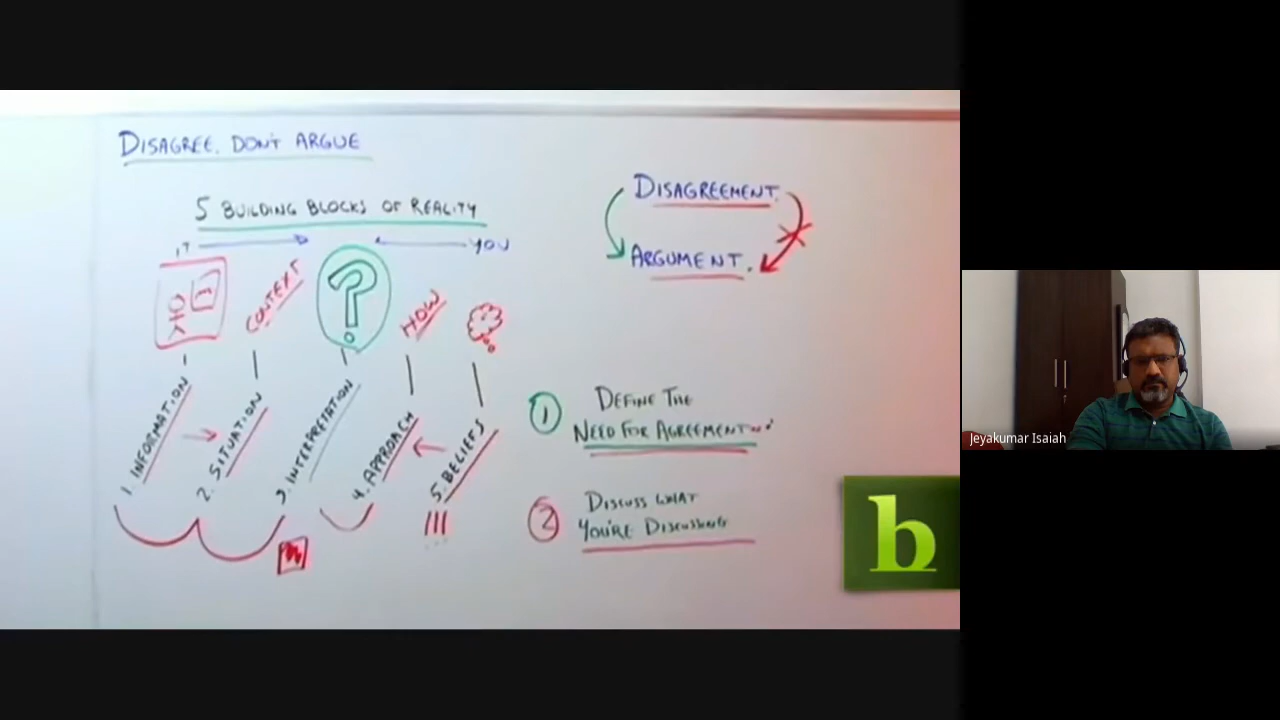 DISAGREE. DON'T ARGUE
5 BUILDING BLOCKS OF REALITY
IT
YOU
CONTEXT
?
HOW
1. INFORMATION
2. SITUATION
3. INTERPRETATION
4. APPROACH
5. BELIEFS
!!!
DISAGREEMENT.
ARGUMENT.
1 DEFINE THE
NEED FOR AGREEMENT...
2 DISCUSS WHAT
YOU'RE DISCUSSING
b
Jeyakumar Isaiah